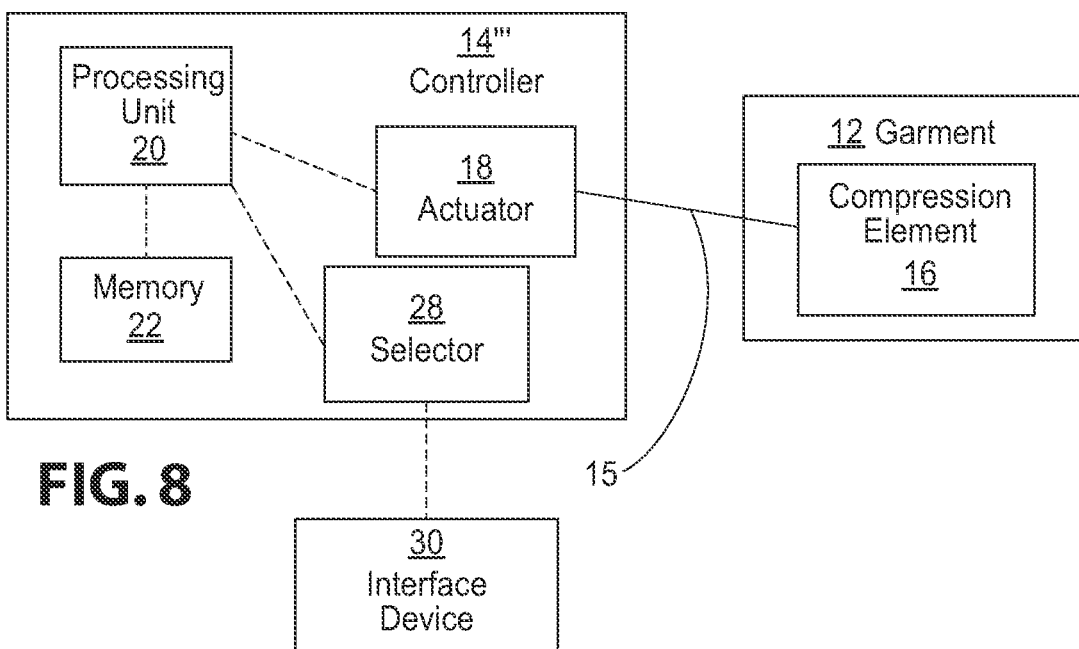 Processing
Unit
20
14'''
Controller
18
Actuator
12 Garment
Compression
Element
16
Memory
22
28
Selector
15
FIG. 8
30
Interface
Device